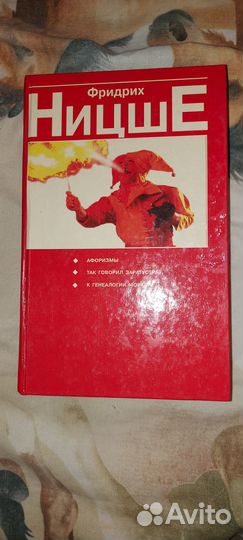 Фридрих
НИЦШЕ
АФОРИЗМЫ
ТАК ГОВОРИЛ ЗАРАТУСТРА
К ГЕНЕАЛОГИИ МОРАЛИ
Avito